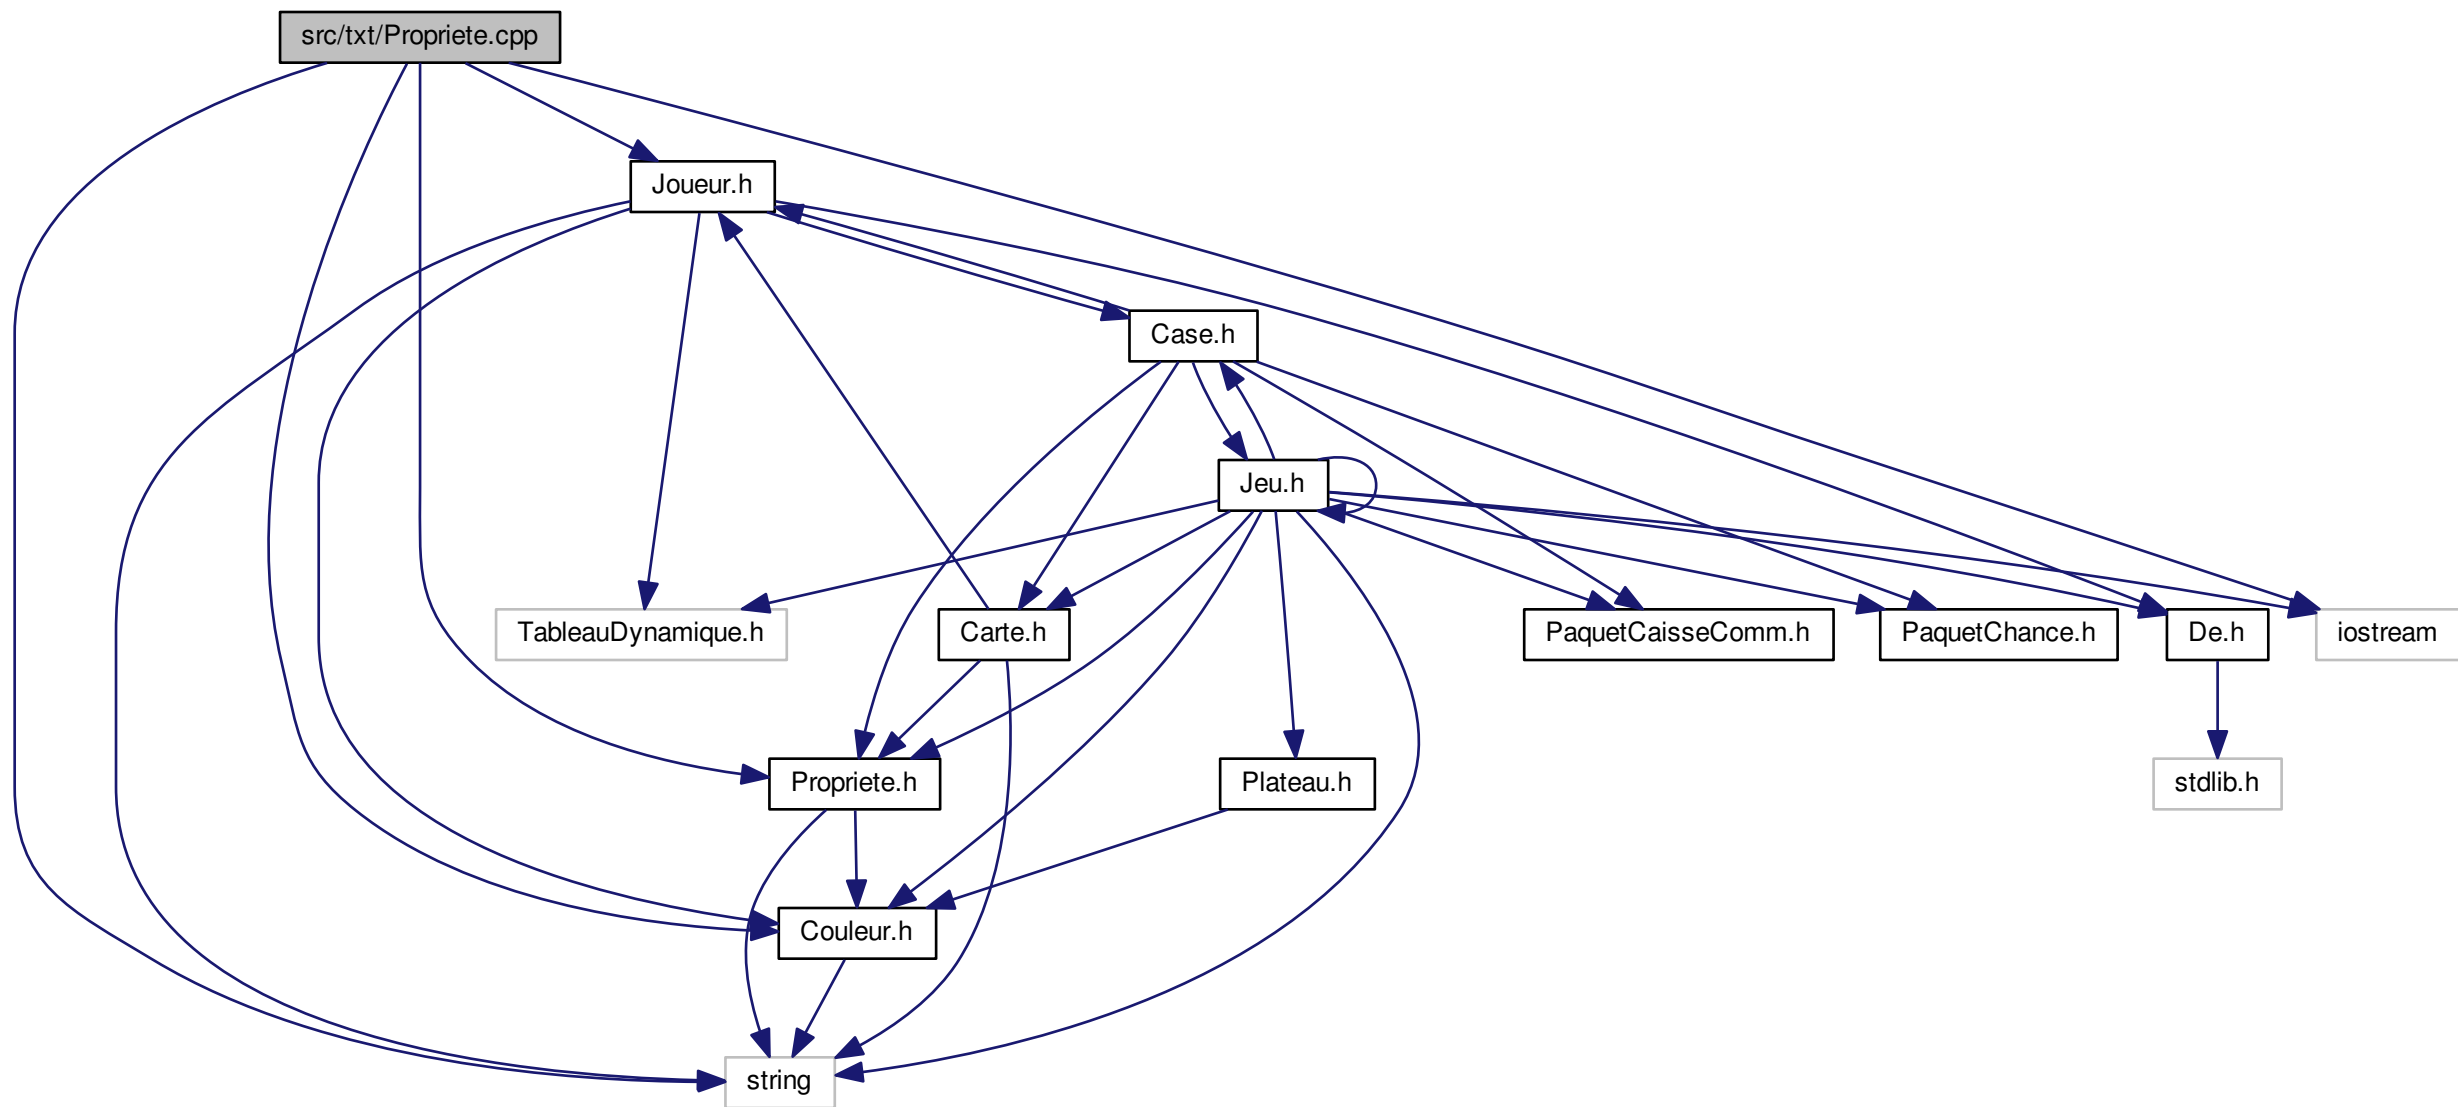 src/txt/Propriete.cpp
Joueur.h
Case.h
Jeu.h
TableauDynamique.h
Carte.h
PaquetCaisseComm.h
PaquetChance.h
De.h
iostream
Propriete.h
Plateau.h
stdlib.h
Couleur.h
string